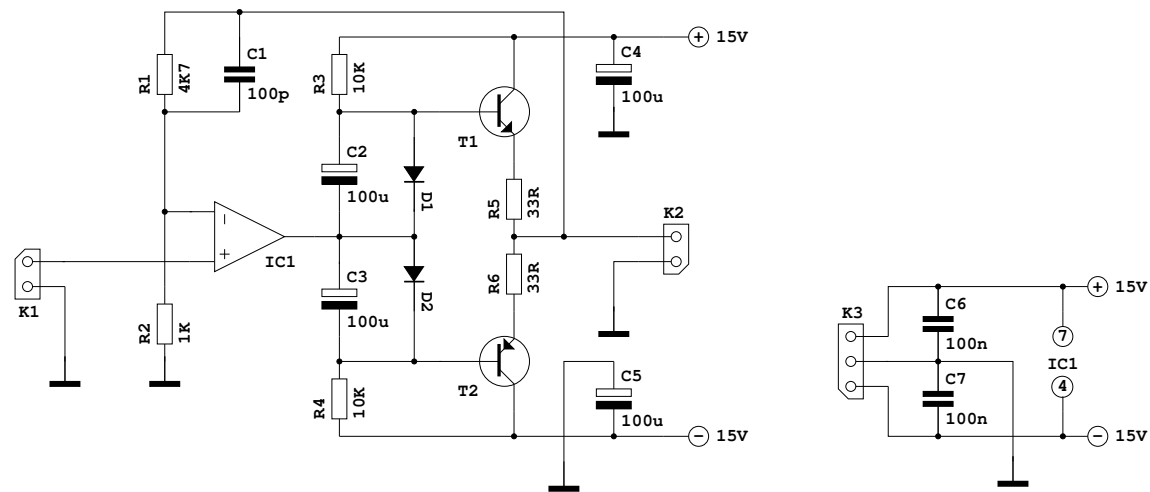 R1
4K7
C1
100p
R3
10K
+ 15V
C4
100u
T1
C2
100u
D1
R5
33R
K2
-
+
IC1
K1
R2
1K
C3
100u
D2
R6
33R
T2
R4
10K
C5
100u
- 15V
K3
C6
100n
+ 15V
7
IC1
4
C7
100n
- 15V